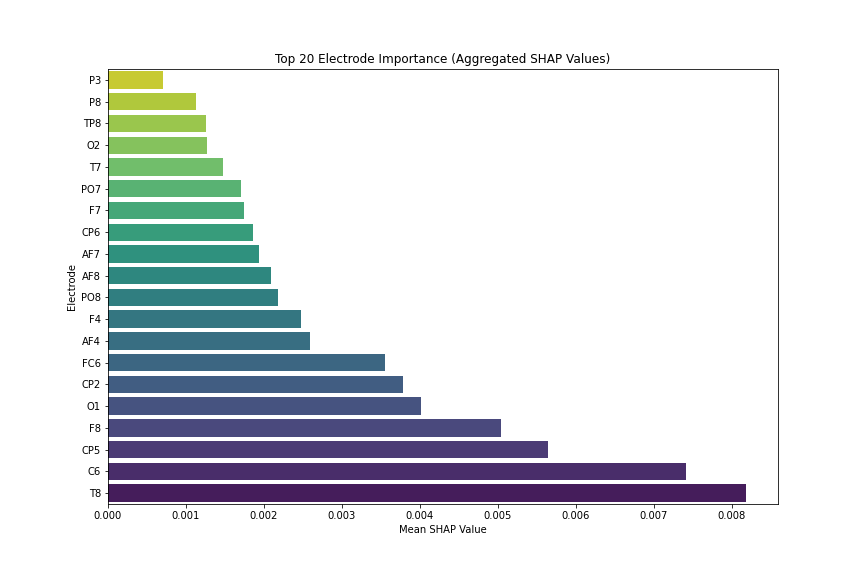 Top 20 Electrode Importance (Aggregated SHAP Values)
Electrode
P3
P8
TP8
O2
T7
PO7
F7
CP6
AF7
AF8
PO8
F4
AF4
FC6
CP2
O1
F8
CP5
C6
T8
0.000 0.001 0.002 0.003 0.004 0.005 0.006 0.007 0.008
Mean SHAP Value